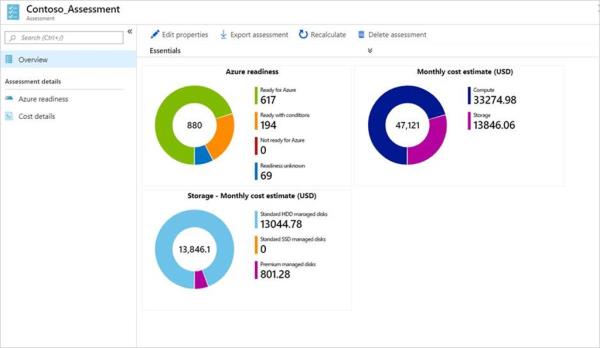 Contoso_Assessment
Assessment
Search (Ctrl+/)
«
Edit properties
Export assessment
Recalculate
Delete assessment
Essentials
Overview
Assessment details
Azure readiness
Cost details
Azure readiness
880
Ready for Azure
617
Ready with conditions
194
Not ready for Azure
0
Readiness unknown
69
Monthly cost estimate (USD)
47,121
Compute
33274.98
Storage
13846.06
Storage - Monthly cost estimate (USD)
13,846.1
Standard HDD managed disks
13044.78
Standard SSD managed disks
0
Premium managed disks
801.28